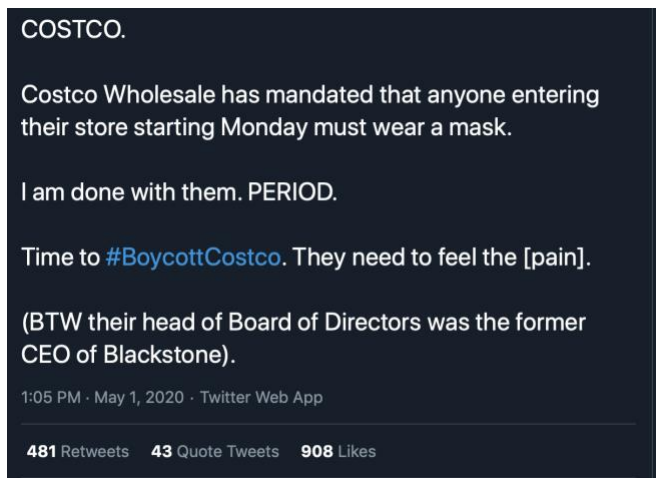 COSTCO.
Costco Wholesale has mandated that anyone entering
their store starting Monday must wear a mask.
I am done with them. PERIOD.
Time to #BoycottCostco. They need to feel the [pain].
(BTW their head of Board of Directors was the former
CEO of Blackstone).
1:05 PM · May 1, 2020 · Twitter Web App
481 Retweets 43 Quote Tweets 908 Likes